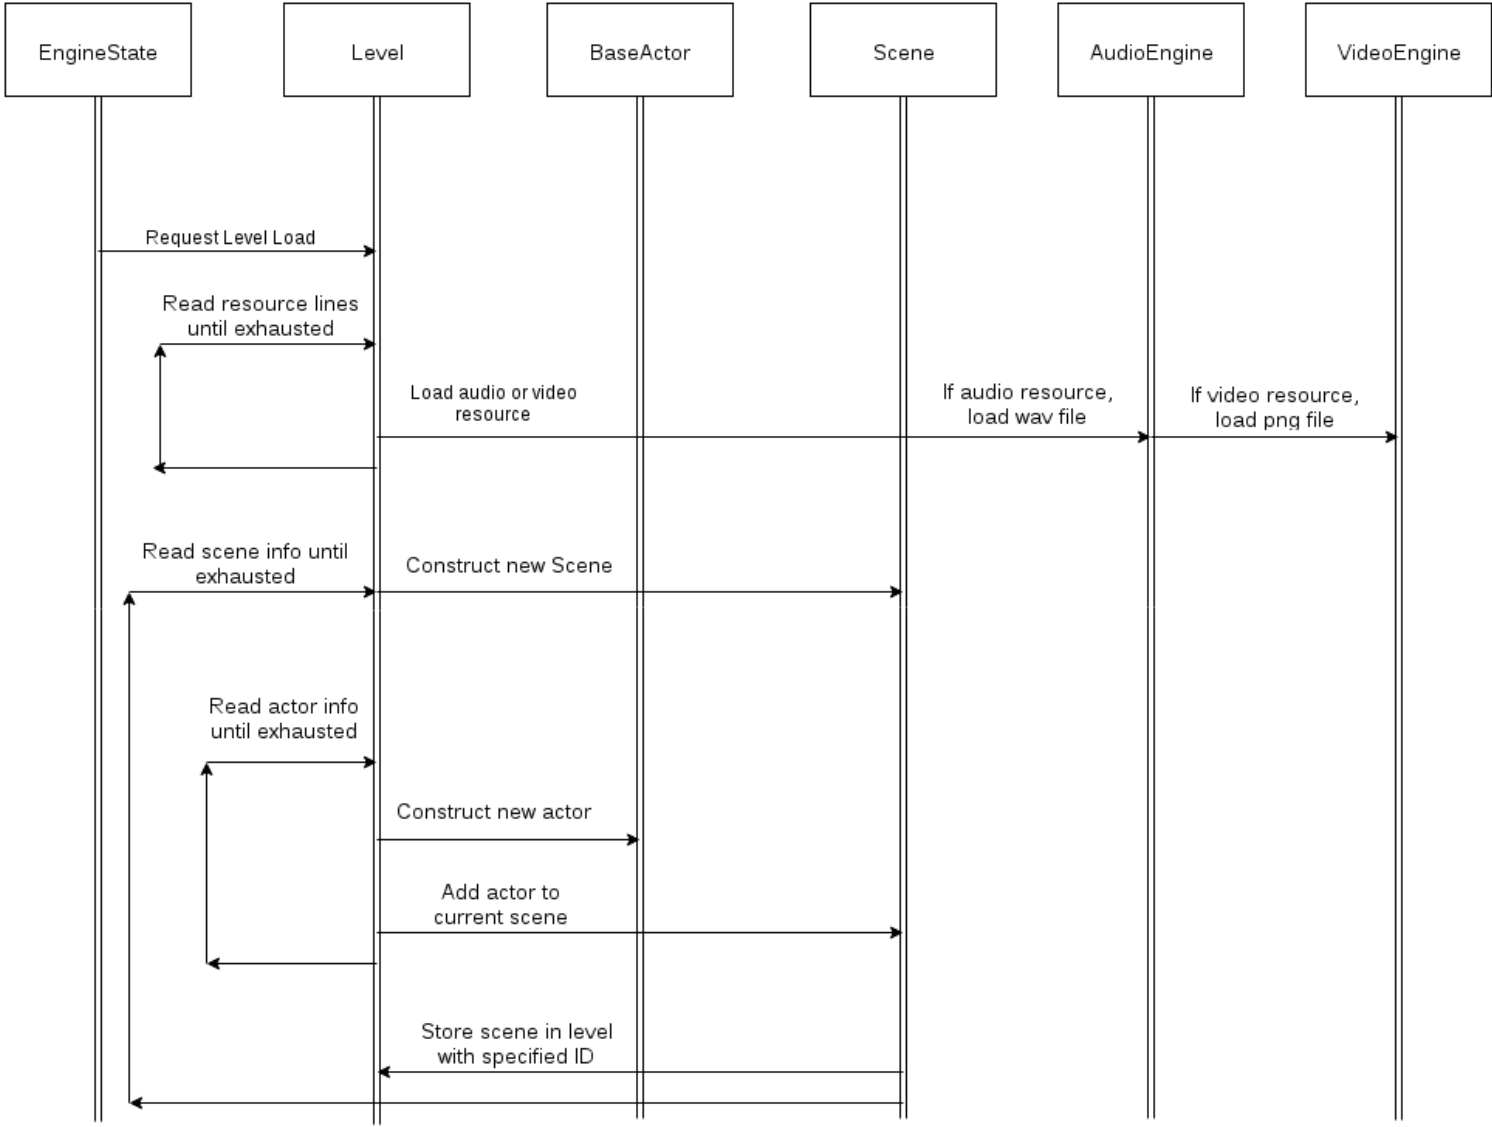 EngineState
Level
BaseActor
Scene
AudioEngine
VideoEngine
Request Level Load
Read resource lines
until exhausted
Load audio or video
resource
If audio resource,
load wav file
If video resource,
load png file
Read scene info until
exhausted
Construct new Scene
Read actor info
until exhausted
Construct new actor
Add actor to
current scene
Store scene in level
with specified ID